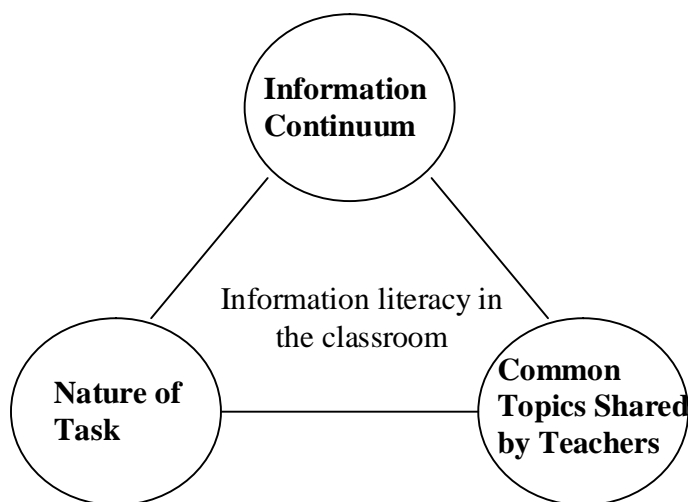 Information
Continuum
Information literacy in
the classroom
Nature of
Task
Common
Topics Shared
by Teachers